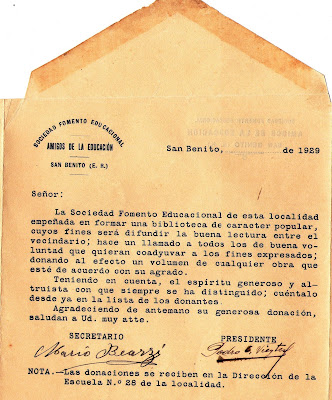 SOCIEDAD FOMENTO EDUCACIONAL
AMIGOS DE LA EDUCACIÓN
SAN BENITO (E. R.)
San Benito, de 1929
Señor:
La Sociedad Fomento Educacional de esta localidad
empeñada en formar una biblioteca de caracter popular,
cuyos fines será difundir la buena lectura entre el
vecindario; hace un llamado a todos los de buena vo-
luntad que quieran coadyuvar a los fines expresados;
donando al efecto un volumen de cualquier obra que
esté de acuerdo con su agrado.
Teniendo en cuenta, el espíritu generoso y al-
truista con que siempre se ha distinguido; cuéntalo
desde ya en la lista de los donantes.
Agradeciendo de antemano su generosa donación,
saludan a Ud. muy atte.
SECRETARIO PRESIDENTE
Mario Bearzi Pedro
NOTA.—Las donaciones se reciben en la Dirección de la
Escuela N.º 28 de la localidad.